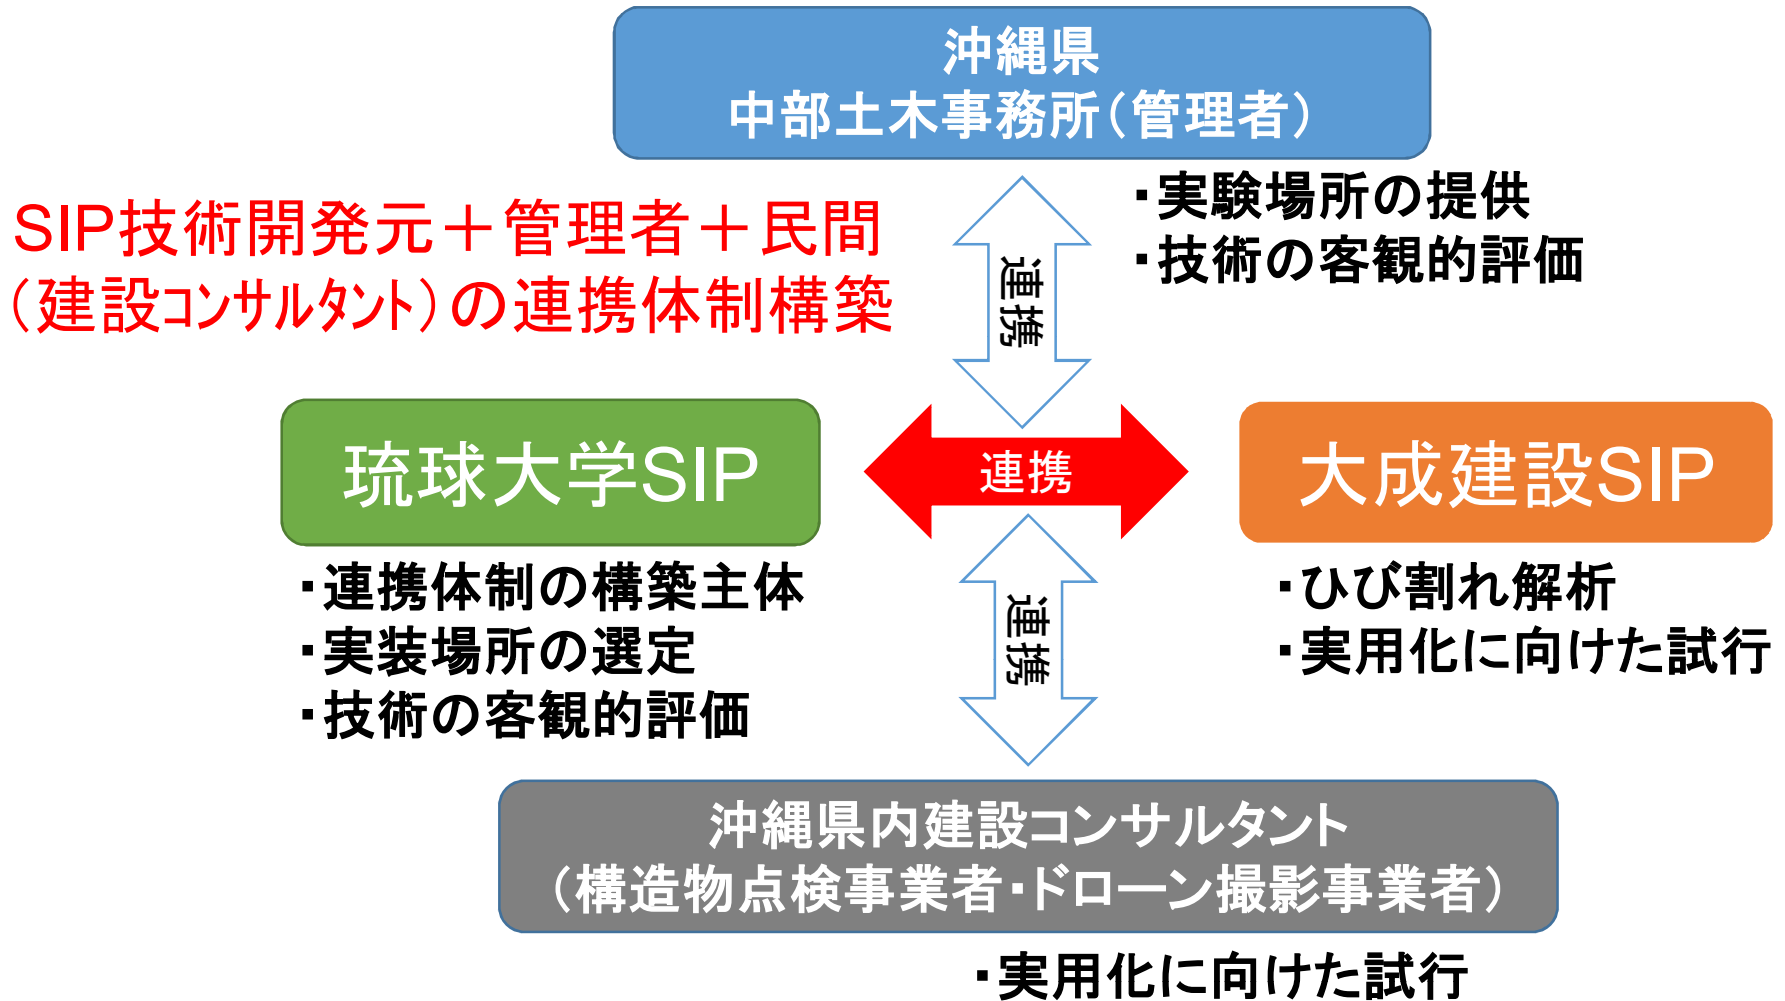 沖縄県
中部土木事務所（管理者）
・実験場所の提供
・技術の客観的評価
SIP技術開発元＋管理者＋民間
（建設コンサルタント）の連携体制構築
連携
琉球大学SIP
連携
大成建設SIP
・連携体制の構築主体
・実装場所の選定
・技術の客観的評価
連携
・ひび割れ解析
・実用化に向けた試行
沖縄県内建設コンサルタント
（構造物点検事業者・ドローン撮影事業者）
・実用化に向けた試行